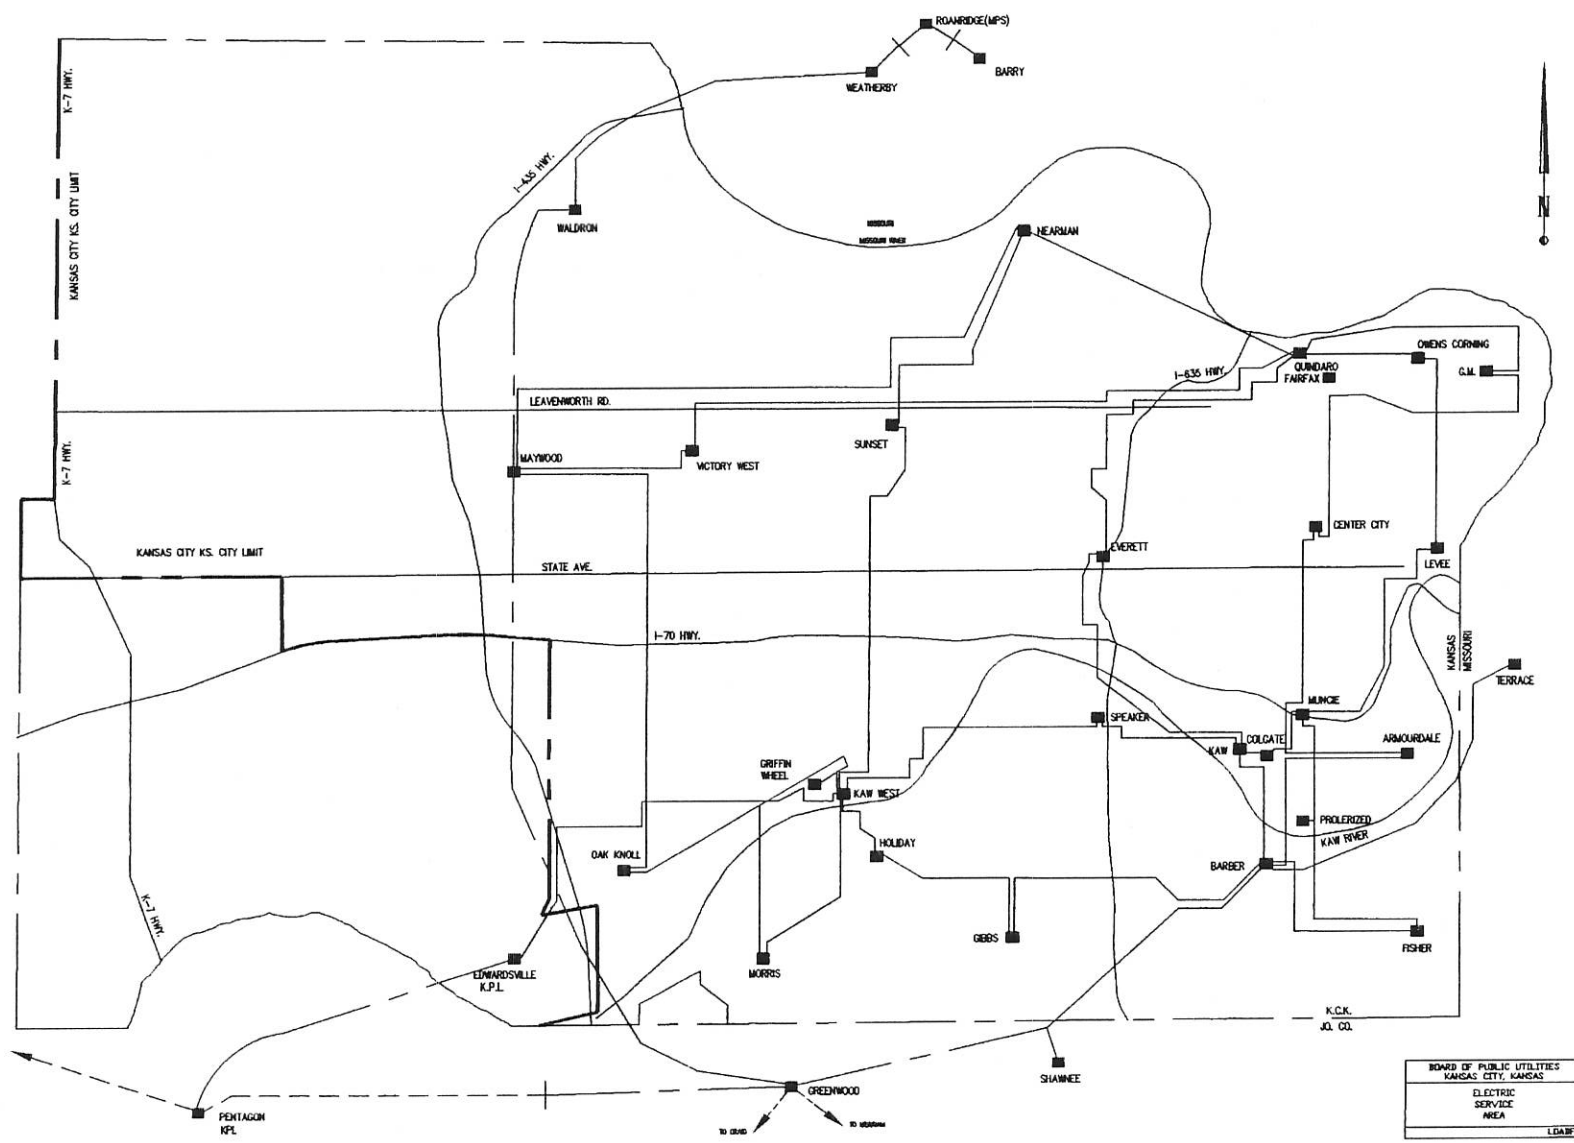 ROANRIDGE(MPS)
BARRY
WEATHERBY
K-7 HWY.
I-435 HWY.
KANSAS CITY KS. CITY LIMIT
WALDRON
MISSOURI
MISSOURI RIVER
NEARMAN
N
OWENS CORNING
QUINDARO
FAIRFAX
G.M.
I-635 HWY.
LEAVENWORTH RD.
SUNSET
K-7 HWY.
MAYWOOD
VICTORY WEST
CENTER CITY
KANSAS CITY KS. CITY LIMIT
STATE AVE.
EVERETT
LEVEE
I-70 HWY.
KANSAS
MISSOURI
TERRACE
MUNCIE
SPEAKER
KAW
COLGATE
ARMOURDALE
GRIFFIN
WHEEL
KAW WEST
PROLERIZED
KAW RIVER
HOLIDAY
OAK KNOLL
BARBER
K-7 HWY.
GIBBS
FISHER
EDWARDSVILLE
K.P.L.
MORRIS
K.C.K.
JO. CO.
SHAWNEE
GREENWOOD
PENTAGON
KPL
TO CRAIG
BOARD OF PUBLIC UTILITIES
KANSAS CITY, KANSAS
ELECTRIC
SERVICE
AREA